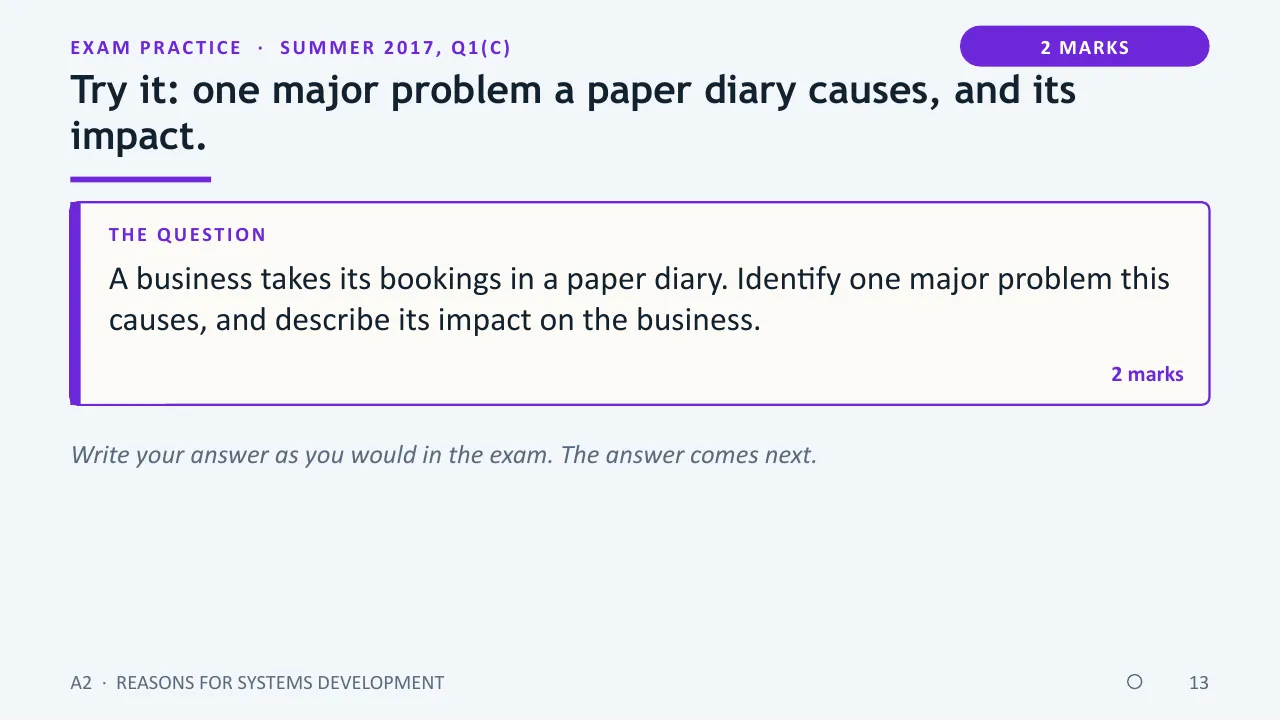 EXAM PRACTICE · SUMMER 2017, Q1(C)
2 MARKS
Try it: one major problem a paper diary causes, and its
impact.
THE QUESTION
A business takes its bookings in a paper diary. Identify one major problem this
causes, and describe its impact on the business.
2 marks
Write your answer as you would in the exam. The answer comes next.
A2 · REASONS FOR SYSTEMS DEVELOPMENT
13